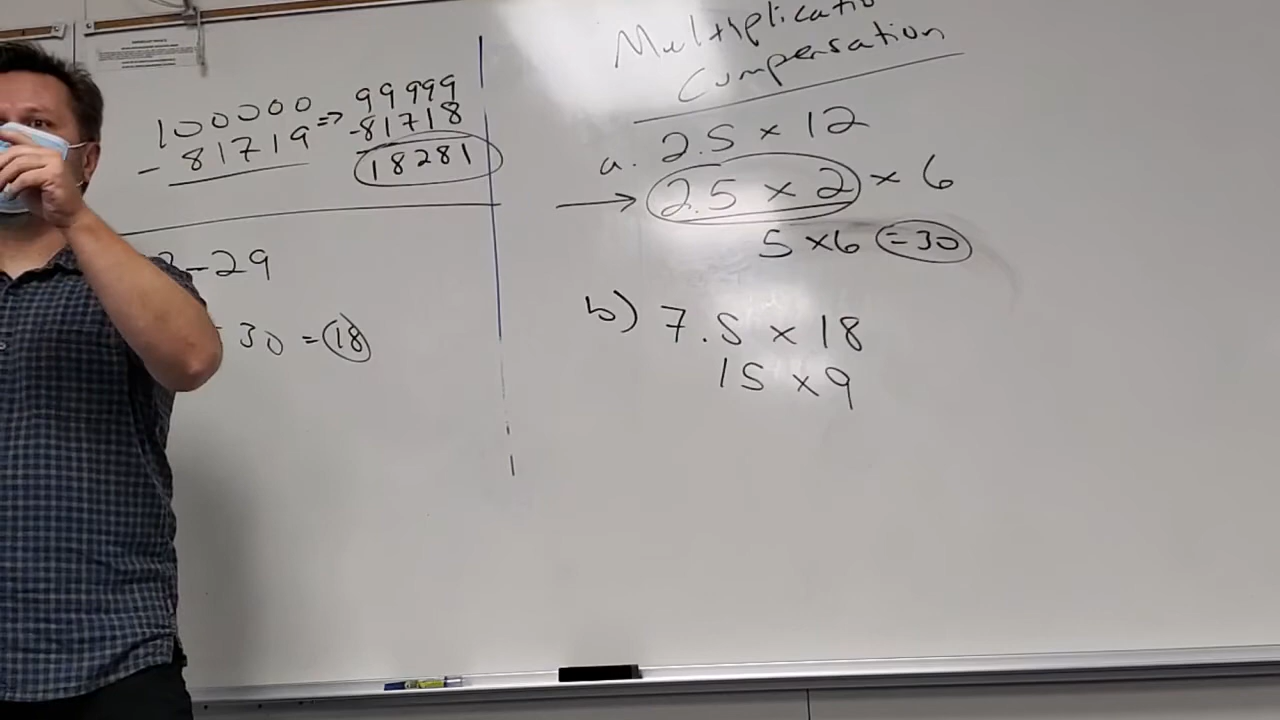 100000 => 99999
- 81719 -81718
18281
- 29
30 = 18
Compensation
a. 2.5 x 12
→ 2.5 x 2 x 6
5 x 6 = 30
b) 7.5 x 18
15 x 9